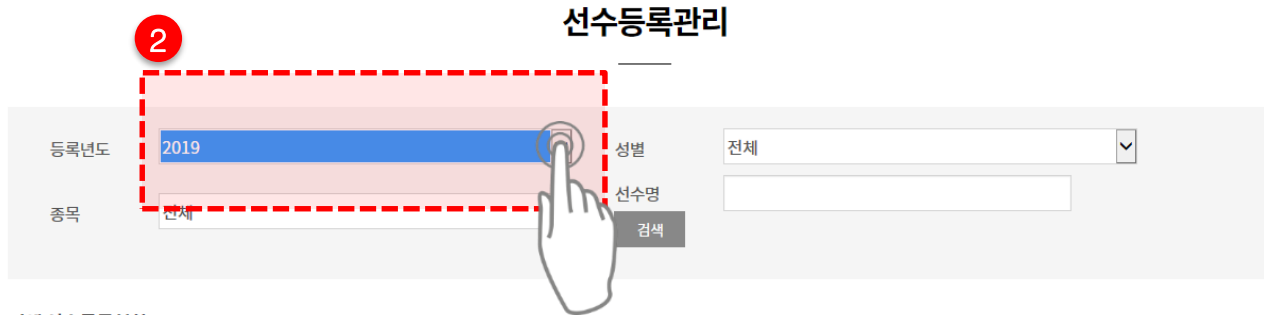 선수등록관리
2
등록년도 2019 성별 전체
종목 전체 선수명
검색